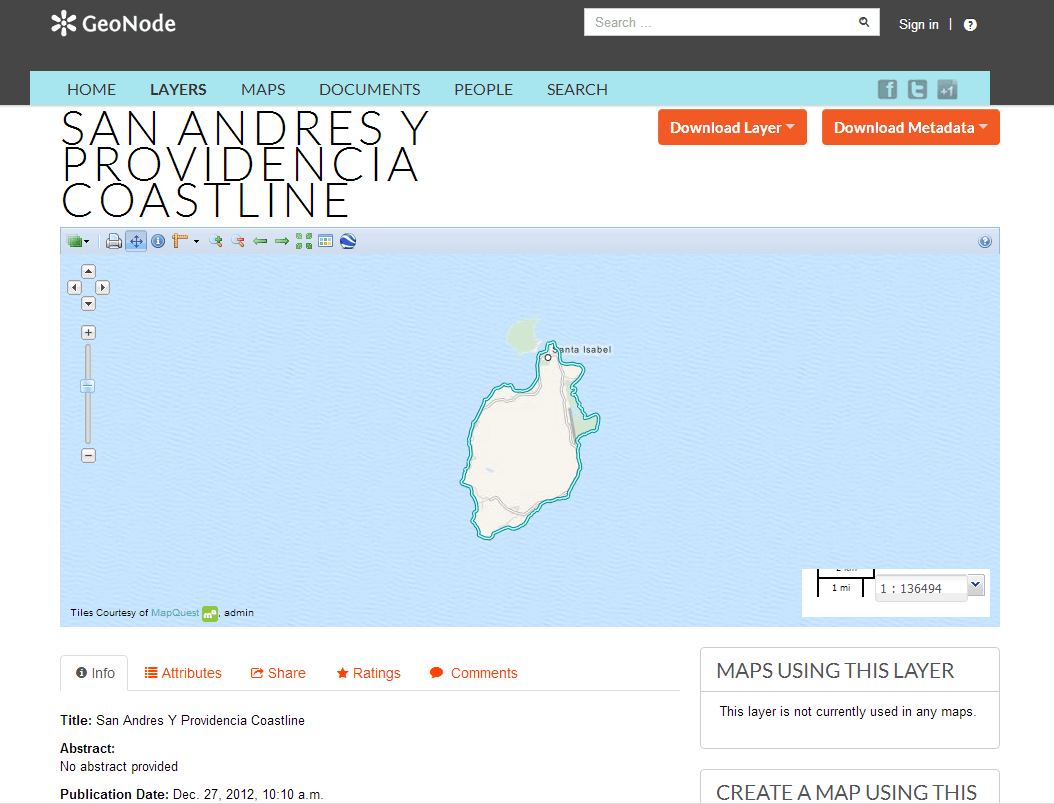 GeoNode
Search ...
Sign in | ?
HOME LAYERS MAPS DOCUMENTS PEOPLE SEARCH
f t +1
SAN ANDRES Y
PROVIDENCIA
COASTLINE
Download Layer
Download Metadata
Santa Isabel
1 mi
1 : 136494
Tiles Courtesy of MapQuest mq, admin
Info Attributes Share Ratings Comments
Title: San Andres Y Providencia Coastline
Abstract:
No abstract provided
Publication Date: Dec. 27, 2012, 10:10 a.m.
MAPS USING THIS LAYER
This layer is not currently used in any maps.
CREATE A MAP USING THIS